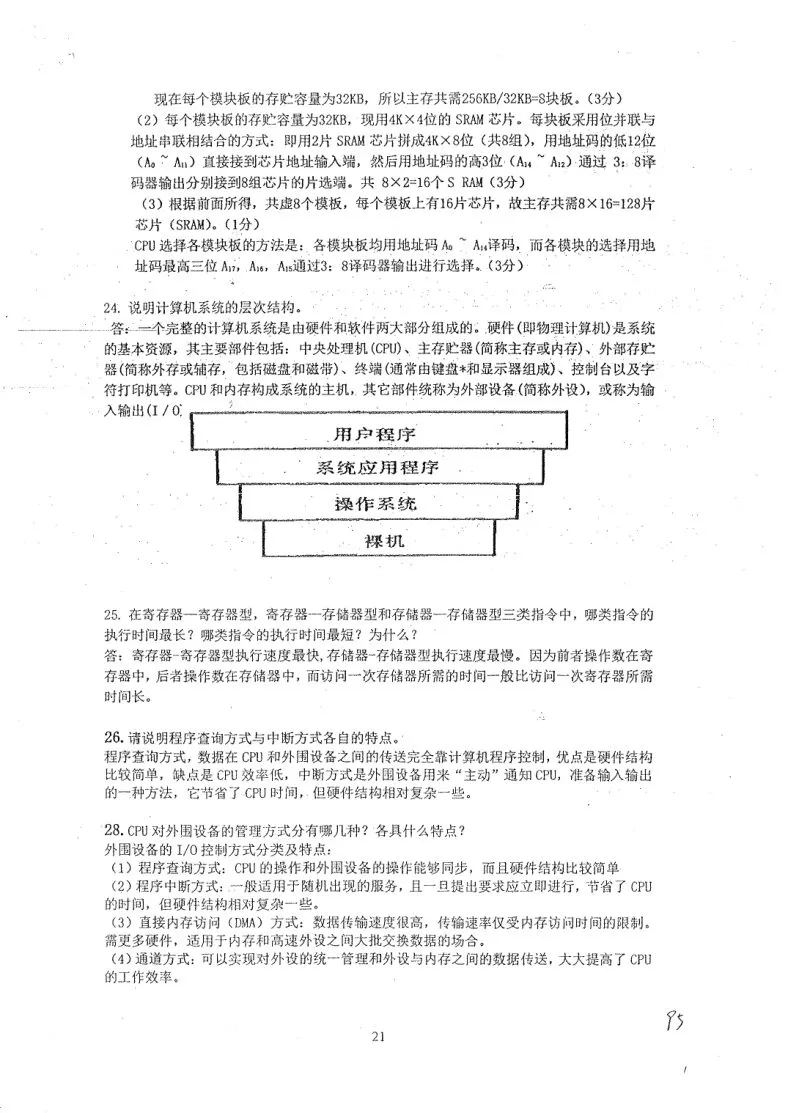 现在每个模块板的存贮容量为32KB，所以主存共需256KB/32KB=8块板。(3分)
(2) 每个模块板的存贮容量为32KB，现用4K×4位的 SRAM 芯片。每块板采用位并联与
地址串联相结合的方式：即用2片 SRAM 芯片拼成4K×8位（共8组），用地址码的低12位
（A₀ ~ A₁₁）直接接到芯片地址输入端，然后用地址码的高3位（A₁₄ ~ A₁₂）通过 3：8译
码器输出分别接到8组芯片的片选端。共 8×2=16个S RAM（3分）
(3) 根据前面所得，共虚8个模板，每个模板上有16片芯片，故主存共需8×16=128片
芯片（SRAM）。(1分)
CPU 选择各模块板的方法是：各模块板均用地址码 A₀ ~ A₁₄译码，而各模块的选择用地
址码最高三位 A₁₇，A₁₆，A₁₅通过3：8译码器输出进行选择。（3分）
24. 说明计算机系统的层次结构。
答：一个完整的计算机系统是由硬件和软件两大部分组成的。硬件(即物理计算机)是系统
的基本资源，其主要部件包括：中央处理机(CPU)、主存贮器(简称主存或内存)、外部存贮
器(简称外存或辅存，包括磁盘和磁带)、终端(通常由键盘*和显示器组成)、控制台以及字
符打印机等。CPU 和内存构成系统的主机，其它部件统称为外部设备(简称外设)，或称为输
入输出(I / O
用户程序
系统应用程序
操作系统
裸机
25. 在寄存器—寄存器型，寄存器—存储器型和存储器—存储器型三类指令中，哪类指令的
执行时间最长？哪类指令的执行时间最短？为什么？
答：寄存器-寄存器型执行速度最快,存储器-存储器型执行速度最慢。因为前者操作数在寄
存器中，后者操作数在存储器中，而访问一次存储器所需的时间一般比访问一次寄存器所需
时间长。
26. 请说明程序查询方式与中断方式各自的特点。
程序查询方式，数据在 CPU 和外围设备之间的传送完全靠计算机程序控制，优点是硬件结构
比较简单，缺点是 CPU 效率低，中断方式是外围设备用来“主动”通知 CPU，准备输入输出
的一种方法，它节省了 CPU 时间，但硬件结构相对复杂一些。
28. CPU 对外围设备的管理方式分有哪几种？各具什么特点？
外围设备的 I/O 控制方式分类及特点：
（1）程序查询方式：CPU 的操作和外围设备的操作能够同步，而且硬件结构比较简单
（2）程序中断方式：一般适用于随机出现的服务，且一旦提出要求应立即进行，节省了 CPU
的时间，但硬件结构相对复杂一些。
（3）直接内存访问（DMA）方式：数据传输速度很高，传输速率仅受内存访问时间的限制。
需更多硬件，适用于内存和高速外设之间大批交换数据的场合。
（4）通道方式：可以实现对外设的统一管理和外设与内存之间的数据传送，大大提高了 CPU
的工作效率。
21
95